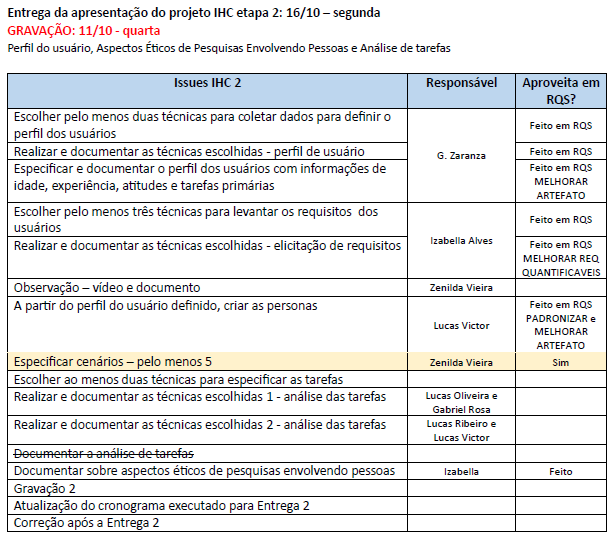 Entrega da apresentação do projeto IHC etapa 2: 16/10 – segunda
GRAVAÇÃO: 11/10 - quarta
Perfil do usuário, Aspectos Éticos de Pesquisas Envolvendo Pessoas e Análise de tarefas
Issues IHC 2
Responsável
Aproveita em
RQS?
Escolher pelo menos duas técnicas para coletar dados para definir o
perfil dos usuários
G. Zaranza
Feito em RQS
Realizar e documentar as técnicas escolhidas - perfil de usuário
Feito em RQS
Especificar e documentar o perfil dos usuários com informações de
idade, experiência, atitudes e tarefas primárias
Feito em RQS
MELHORAR
ARTEFATO
Escolher pelo menos três técnicas para levantar os requisitos dos
usuários
Izabella Alves
Feito em RQS
Realizar e documentar as técnicas escolhidas - elicitação de requisitos
Feito em RQS
MELHORAR REQ
QUANTIFICAVEIS
Observação – vídeo e documento
Zenilda Vieira
A partir do perfil do usuário definido, criar as personas
Lucas Victor
Feito em RQS
PADRONIZAR e
MELHORAR
ARTEFATO
Especificar cenários – pelo menos 5
Zenilda Vieira
Sim
Escolher ao menos duas técnicas para especificar as tarefas
Realizar e documentar as técnicas escolhidas 1 - análise das tarefas
Lucas Oliveira e
Gabriel Rosa
Realizar e documentar as técnicas escolhidas 2 - análise das tarefas
Lucas Ribeiro e
Lucas Victor
Documentar a análise de tarefas
Documentar sobre aspectos éticos de pesquisas envolvendo pessoas
Izabella
Feito
Gravação 2
Atualização do cronograma executado para Entrega 2
Correção após a Entrega 2